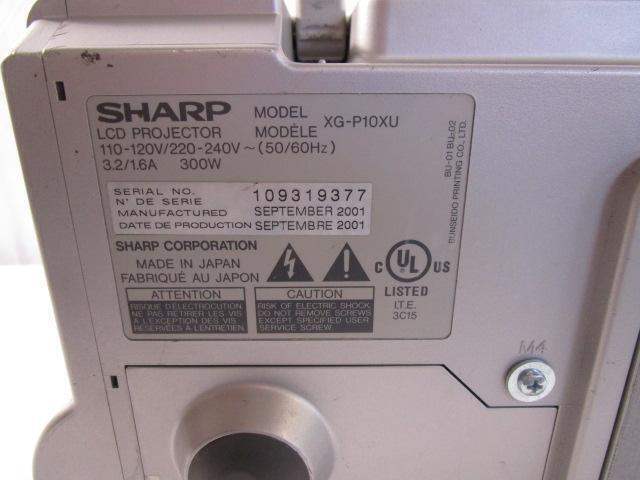 SHARP
LCD PROJECTOR
MODEL
MODÈLE
XG-P10XU
110-120V/220-240V ~ (50/60Hz)
3.2/1.6A 300W
SERIAL NO.
N° DE SERIE
109319377
MANUFACTURED SEPTEMBER 2001
DATE DE PRODUCTION SEPTEMBRE 2001
SHARP CORPORATION
MADE IN JAPAN
FABRIQUÉ AU JAPON
C UL US
LISTED
I.T.E.
3C15
ATTENTION
RISQUE D'ELECTROCUTION.
NE PAS RETIRER LES VIS
A L'EXCEPTION DES VIS
RESERVÉES A L'ENTRETIEN.
CAUTION
RISK OF ELECTRIC SHOCK
DO NOT REMOVE SCREWS
EXCEPT SPECIFIED USER
SERVICE SCREW.
BU-01 BU-02
BUNSEIDO PRINTING CO., LTD.
M4